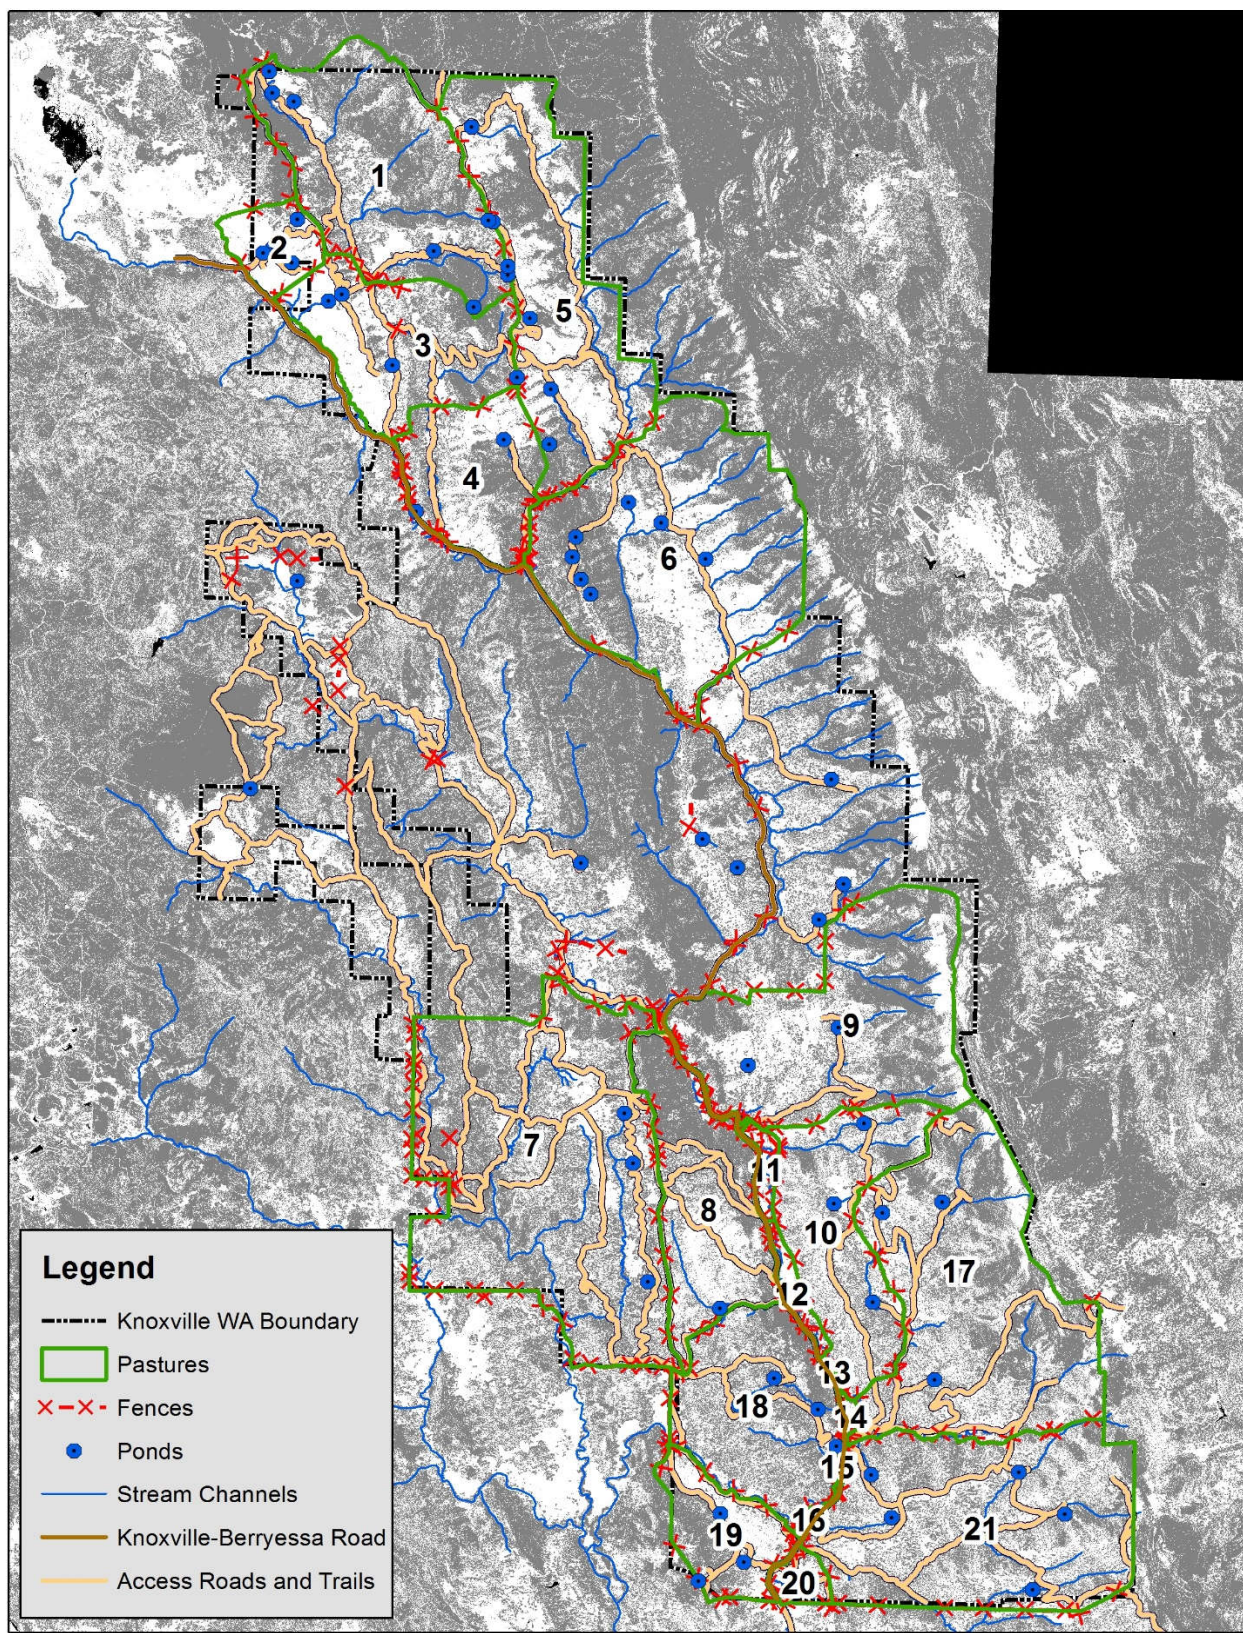 1
2
5
3
4
6
9
7
11
8
10
17
12
13
18
14
15
16
19
21
20
Legend
Knoxville WA Boundary
Pastures
Fences
Ponds
Stream Channels
Knoxville-Berryessa Road
Access Roads and Trails